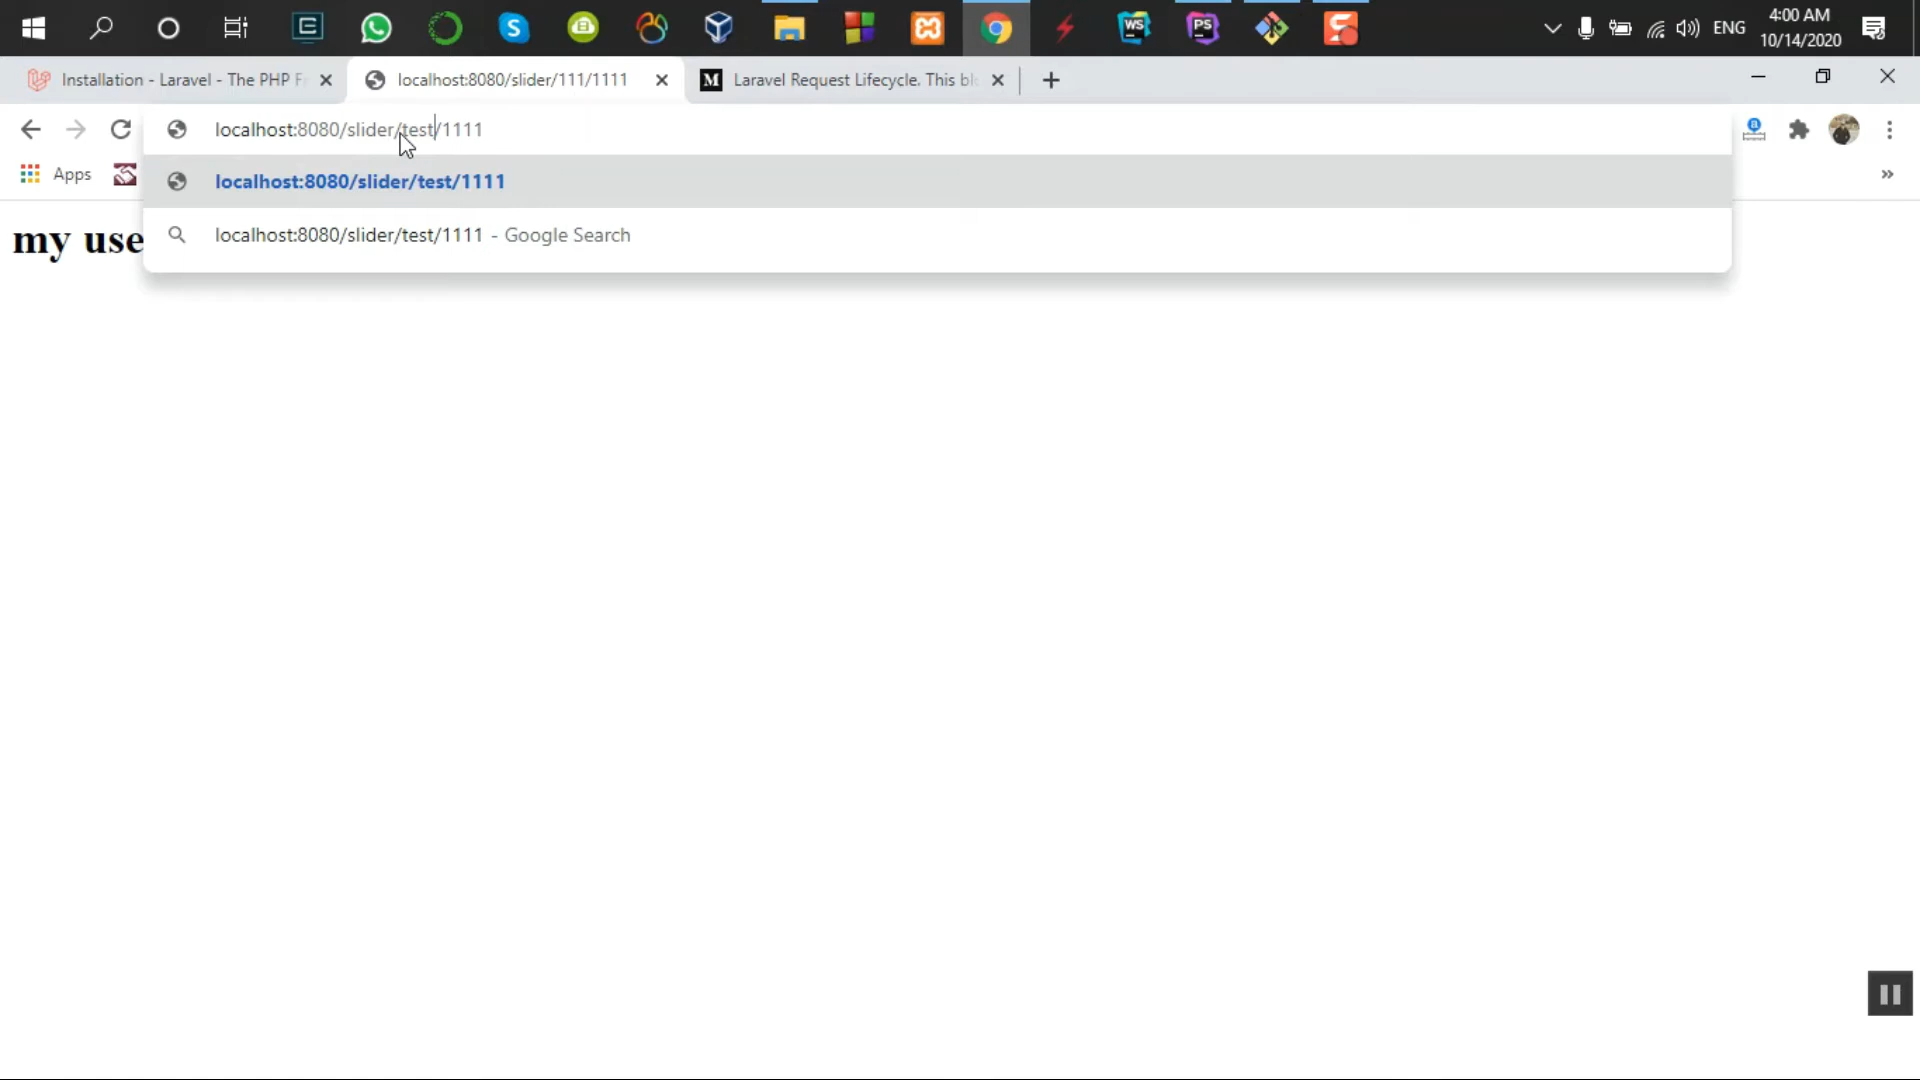 4:00 AM
ENG
10/14/2020
Installation - Laravel - The PHP F
localhost:8080/slider/111/1111
M
Laravel Request Lifecycle. This bl
localhost:8080/slider/test/1111
Apps
localhost:8080/slider/test/1111
my use
localhost:8080/slider/test/1111 - Google Search
WS
PS